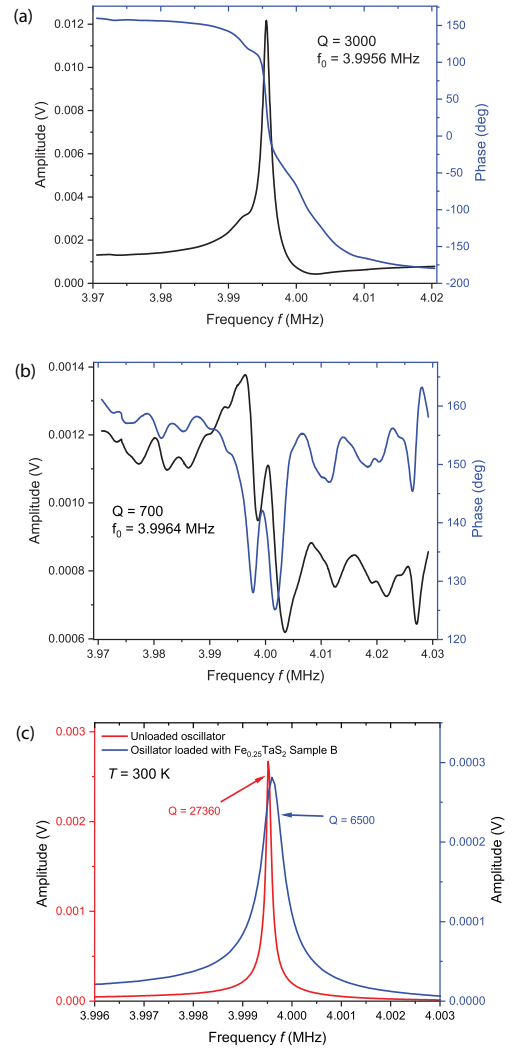 (a)
Q = 3000
f0 = 3.9956 MHz
Amplitude (V)
0.012
0.010
0.008
0.006
0.004
0.002
0.000
Phase (deg)
150
100
50
0
-50
-100
-150
-200
3.97 3.98 3.99 4.00 4.01 4.02
Frequency f (MHz)
(b)
Q = 700
f0 = 3.9964 MHz
Amplitude (V)
0.0014
0.0012
0.0010
0.0008
0.0006
Phase (deg)
160
150
140
130
120
3.97 3.98 3.99 4.00 4.01 4.02 4.03
Frequency f (MHz)
(c)
Unloaded oscillator
Osillator loaded with Fe0.25TaS2 Sample B
T = 300 K
Q = 27360
Q = 6500
Amplitude (V)
0.003
0.002
0.001
0.000
Amplitude (V)
0.0003
0.0002
0.0001
0.0000
3.996 3.997 3.998 3.999 4.000 4.001 4.002 4.003
Frequency f (MHz)